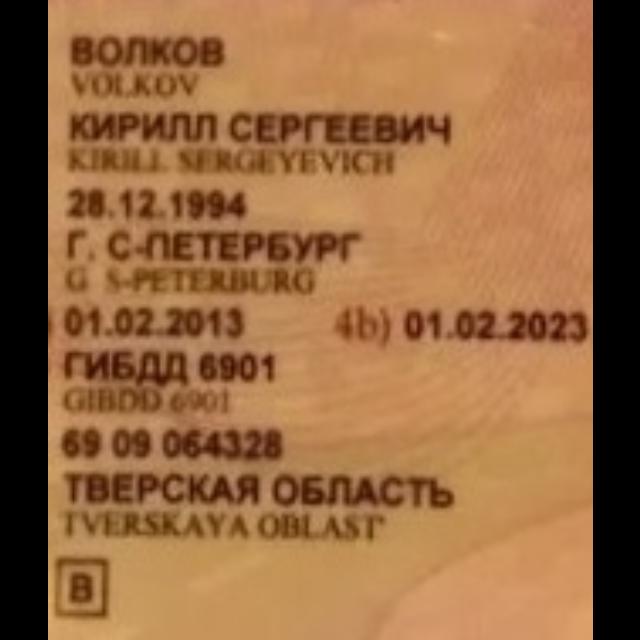 ВОЛКОВ
VOLKOV
КИРИЛЛ СЕРГЕЕВИЧ
KIRILL SERGEYEVICH
28.12.1994
Г. С-ПЕТЕРБУРГ
G S-PETERBURG
01.02.2013 4b) 01.02.2023
ГИБДД 6901
GIBDD 6901
69 09 064328
ТВЕРСКАЯ ОБЛАСТЬ
TVERSKAYA OBLAST'
B